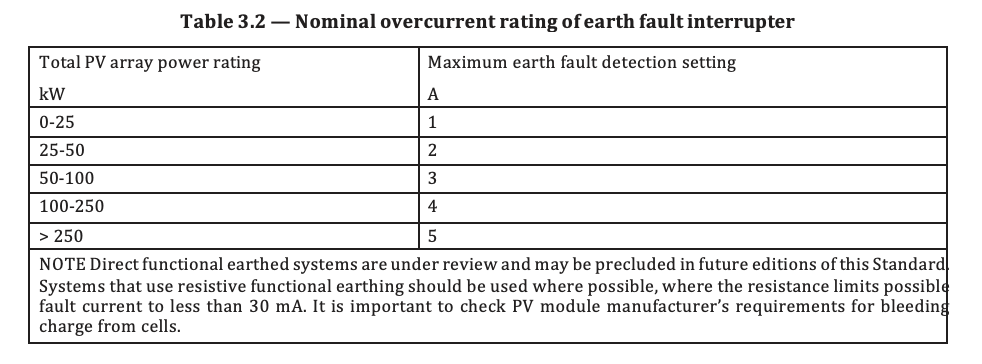 Table 3.2 — Nominal overcurrent rating of earth fault interrupter
Total PV array power rating
kW
Maximum earth fault detection setting
A
0-25 1
25-50 2
50-100 3
100-250 4
> 250 5
NOTE Direct functional earthed systems are under review and may be precluded in future editions of this Standard.
Systems that use resistive functional earthing should be used where possible, where the resistance limits possible
fault current to less than 30 mA. It is important to check PV module manufacturer’s requirements for bleeding
charge from cells.